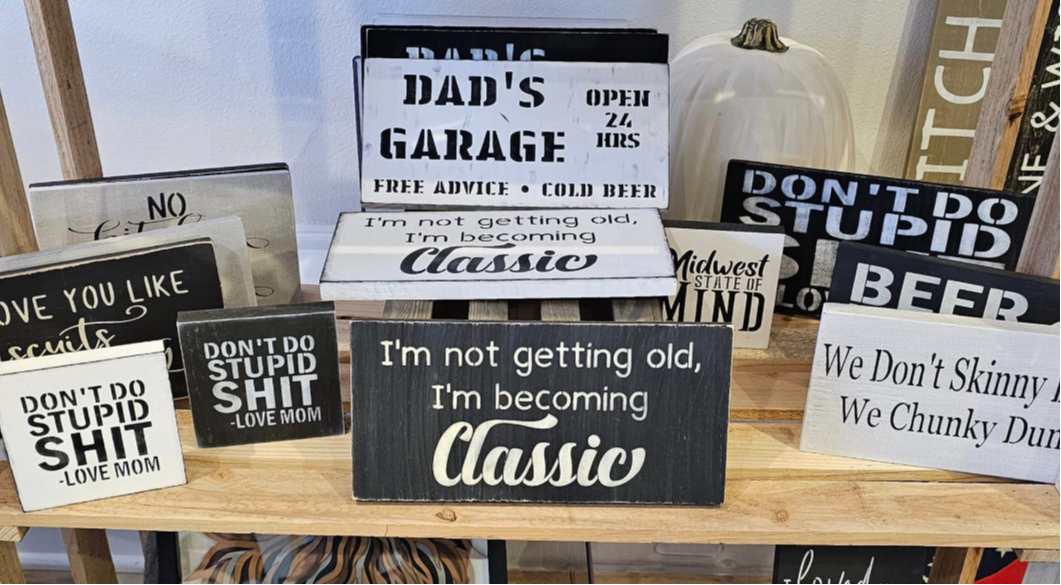 DAD'S
DAD'S
GARAGE
OPEN
24
HRS
FREE ADVICE • COLD BEER
I'm not getting old,
I'm becoming
Classic
NO
LOVE YOU LIKE
DON'T DO
STUPID
SHIT
-LOVE MOM
DON'T DO
STUPID
SHIT
-LOVE MOM
I'm not getting old,
I'm becoming
Classic
Midwest
STATE OF
MIND
DON'T DO
STUPID
BEER
We Don't Skinny
We Chunky